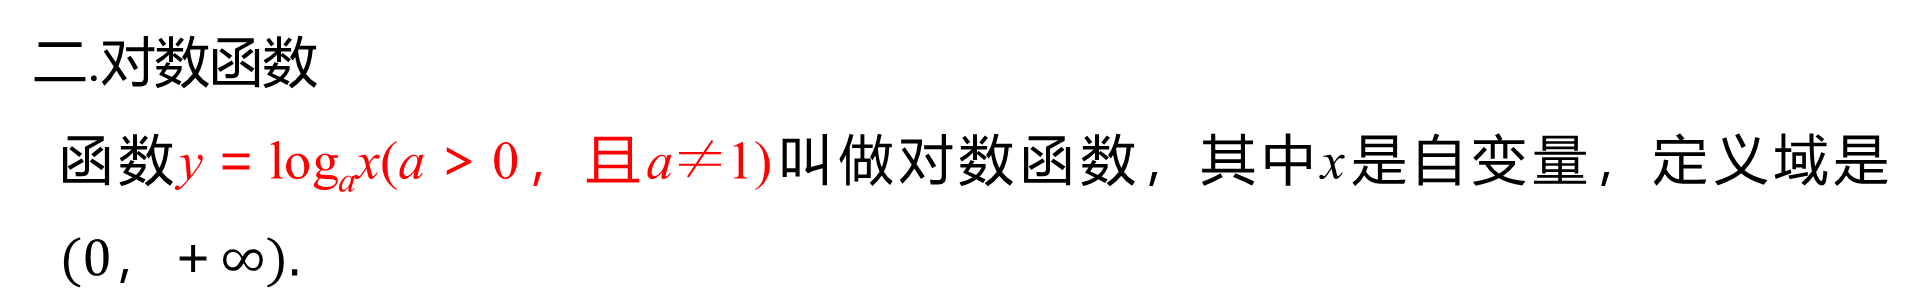 二.对数函数
函数y = logₐx(a > 0，且a≠1)叫做对数函数，其中x是自变量，定义域是
(0，+∞).